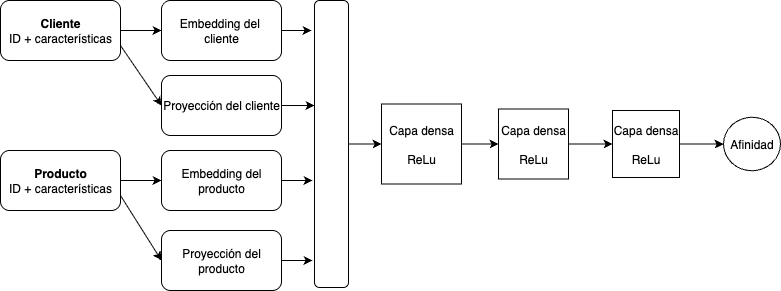 Cliente
ID + características
Embedding del
cliente
Proyección del cliente
Producto
ID + características
Embedding del
producto
Proyección del
producto
Capa densa
ReLu
Capa densa
ReLu
Capa densa
ReLu
Afinidad